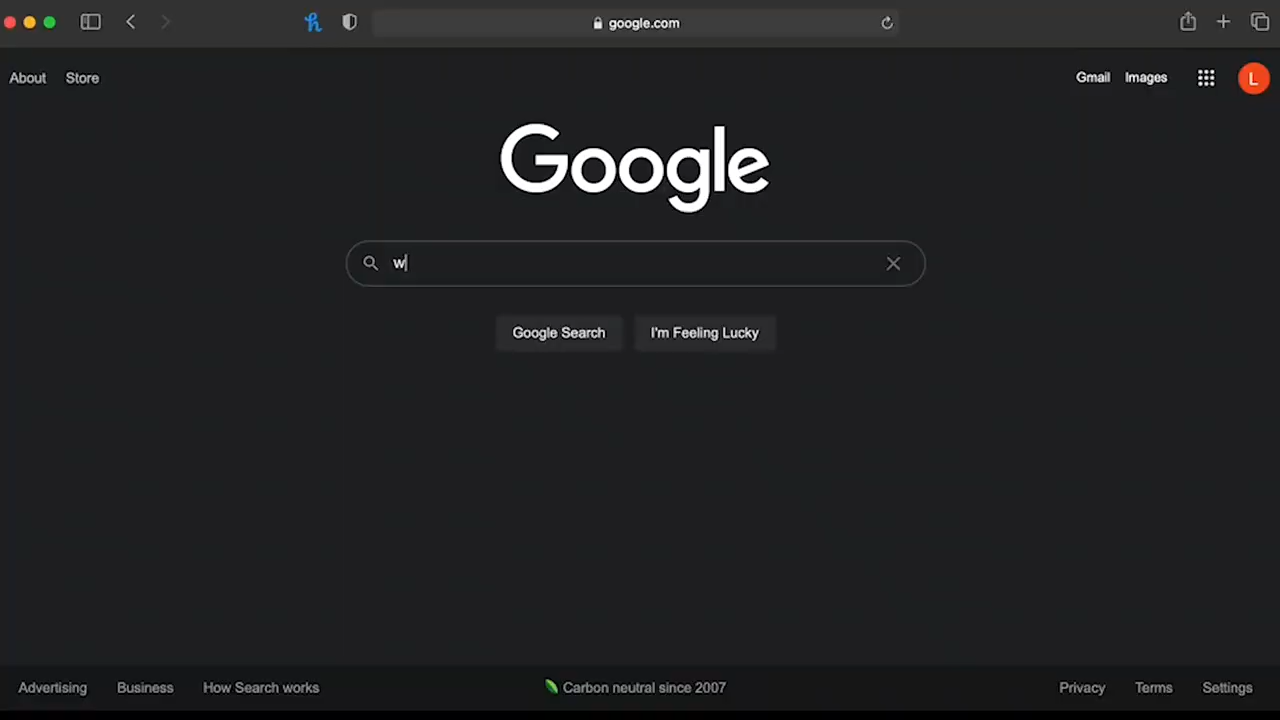 google.com
About Store Gmail Images L
Google
w
Google Search I'm Feeling Lucky
Advertising Business How Search works Carbon neutral since 2007 Privacy Terms Settings